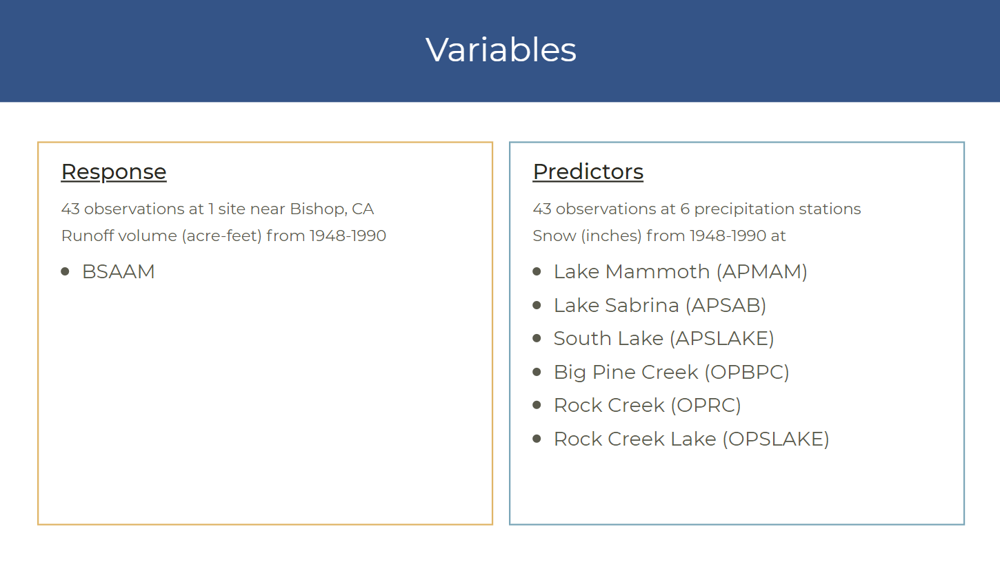 Variables
Response
43 observations at 1 site near Bishop, CA
Runoff volume (acre-feet) from 1948-1990
● BSAAM
Predictors
43 observations at 6 precipitation stations
Snow (inches) from 1948-1990 at
● Lake Mammoth (APMAM)
● Lake Sabrina (APSAB)
● South Lake (APSLAKE)
● Big Pine Creek (OPBPC)
● Rock Creek (OPRC)
● Rock Creek Lake (OPSLAKE)